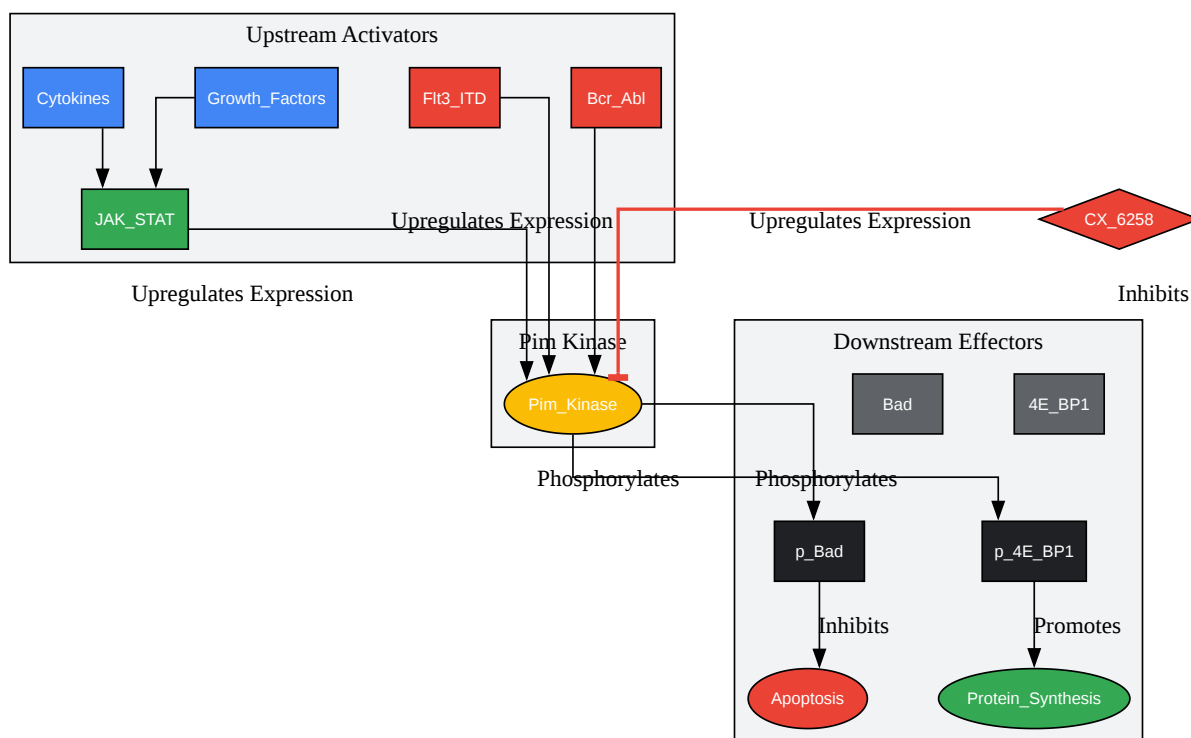 Upstream Activators
Cytokines
Growth_Factors
Flt3_ITD
Bcr_Abl
JAK_STAT
Upregulates Expression
Upregulates Expression
CX_6258
Upregulates Expression
Inhibits
Pim Kinase
Downstream Effectors
Pim_Kinase
Bad
4E_BP1
Phosphorylates
Phosphorylates
p_Bad
p_4E_BP1
Inhibits
Promotes
Apoptosis
Protein_Synthesis